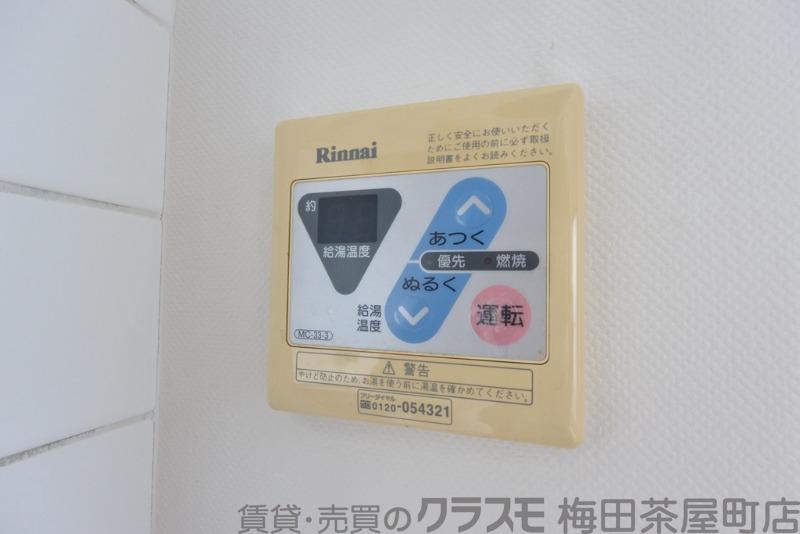 Rinnai
正しく安全にお使いいただく
ためにご使用の前に必ず取扱
説明書をよくお読みください。
約
給湯温度
あつく
優先 燃焼
ぬるく
給湯
温度
運転
MC-33-3
⚠ 警告
やけど防止のため、お湯を使う前に湯温を確かめてください。
フリーダイヤル
0120-054321
賃貸・売買のクラスモ 梅田茶屋町店